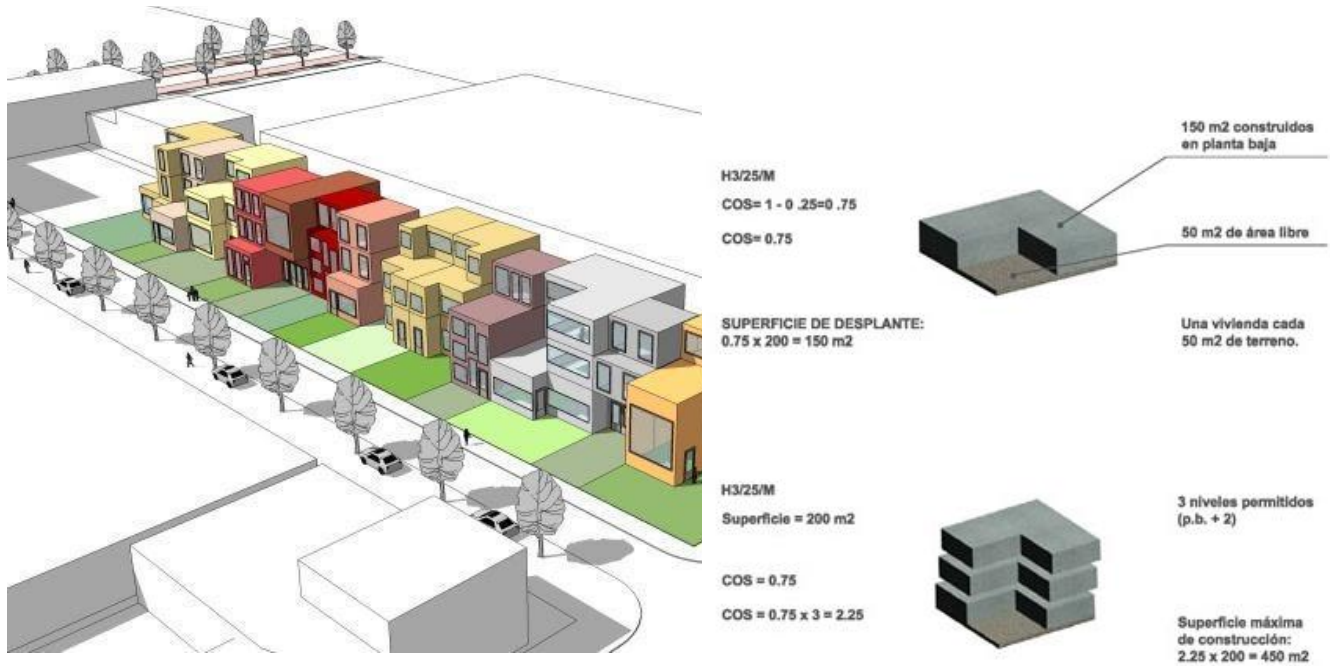 150 m2 construidos
en planta baja
H3/25/M
COS= 1 - 0 .25=0 .75
COS= 0.75
50 m2 de área libre
SUPERFICIE DE DESPLANTE:
0.75 x 200 = 150 m2
Una vivienda cada
50 m2 de terreno.
H3/25/M
Superficie = 200 m2
3 niveles permitidos
(p.b. + 2)
COS = 0.75
COS = 0.75 x 3 = 2.25
Superficie máxima
de construcción:
2.25 x 200 = 450 m2